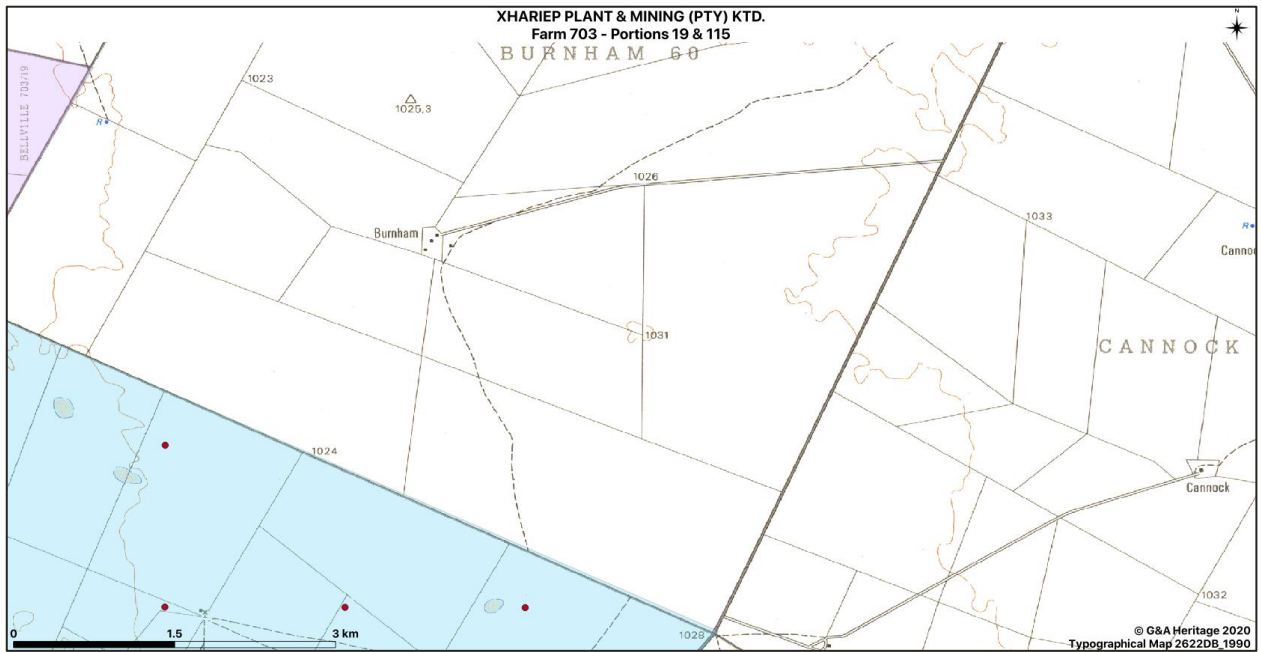 XHARIEP PLANT & MINING (PTY) KTD.
Farm 703 - Portions 19 & 115
N
BURNHAM 60
BELLVILLE 703/19
1023
1025,3
R
1026
1033
Burnham
R
1031
CANNOCK
1024
Cannock
1032
1028
0 1.5 3 km
© G&A Heritage 2020
Typographical Map 2622DB_1990